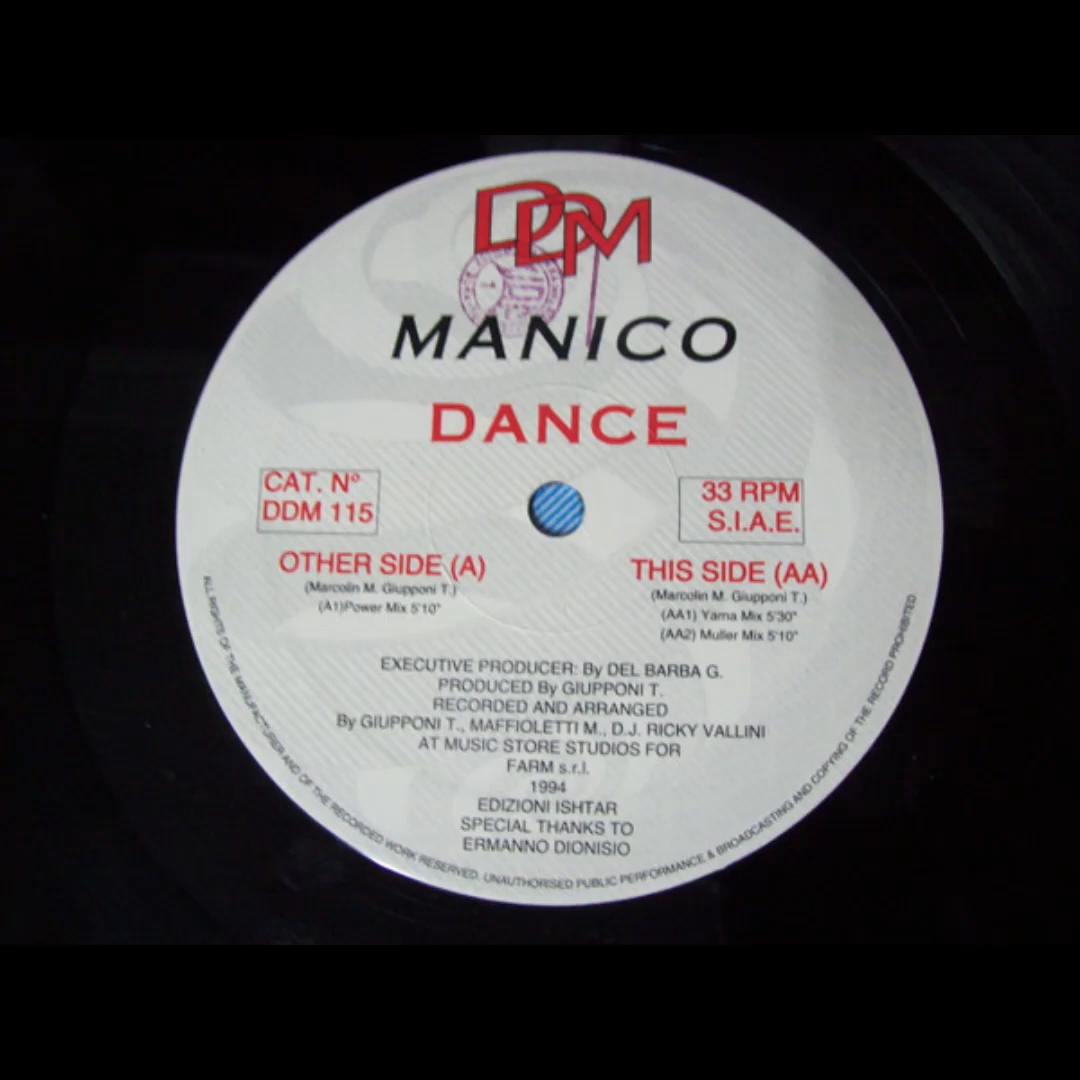 DDM
MANICO
DANCE
CAT. Nº
DDM 115
33 RPM
S.I.A.E.
OTHER SIDE (A)
(Marcolin M. Giupponi T.)
(A1)Power Mix 5'10"
THIS SIDE (AA)
(Marcolin M. Giupponi T.)
(AA1) Yama Mix 5'30"
(AA2) Muller Mix 5'10"
EXECUTIVE PRODUCER: By DEL BARBA G.
PRODUCED By GIUPPONI T.
RECORDED AND ARRANGED
By GIUPPONI T., MAFFIOLETTI M., D.J. RICKY VALLINI
AT MUSIC STORE STUDIOS FOR
FARM s.r.l.
1994
EDIZIONI ISHTAR
SPECIAL THANKS TO
ERMANNO DIONISIO
ALL RIGHTS OF THE MANUFACTURER AND OF THE RECORDED WORK RESERVED. UNAUTHORISED PUBLIC PERFORMANCE & BROADCASTING AND COPYING OF THE RECORD PROHIBITED